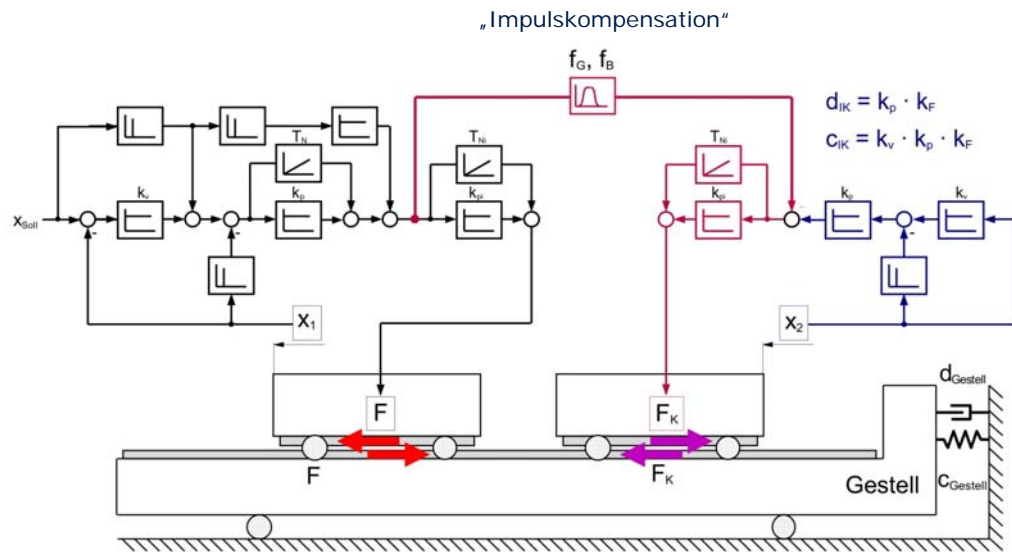 „Impulskompensation“
f_G, f_B
d_IK = k_p · k_F
c_IK = k_v · k_p · k_F
T_N
T_Ni
T_Ni
x_Soll
k_v
k_p
k_pi
k_pi
k_p
k_v
-
-
-
x_1
x_2
d_Gestell
F
F_K
c_Gestell
F
F_K
Gestell